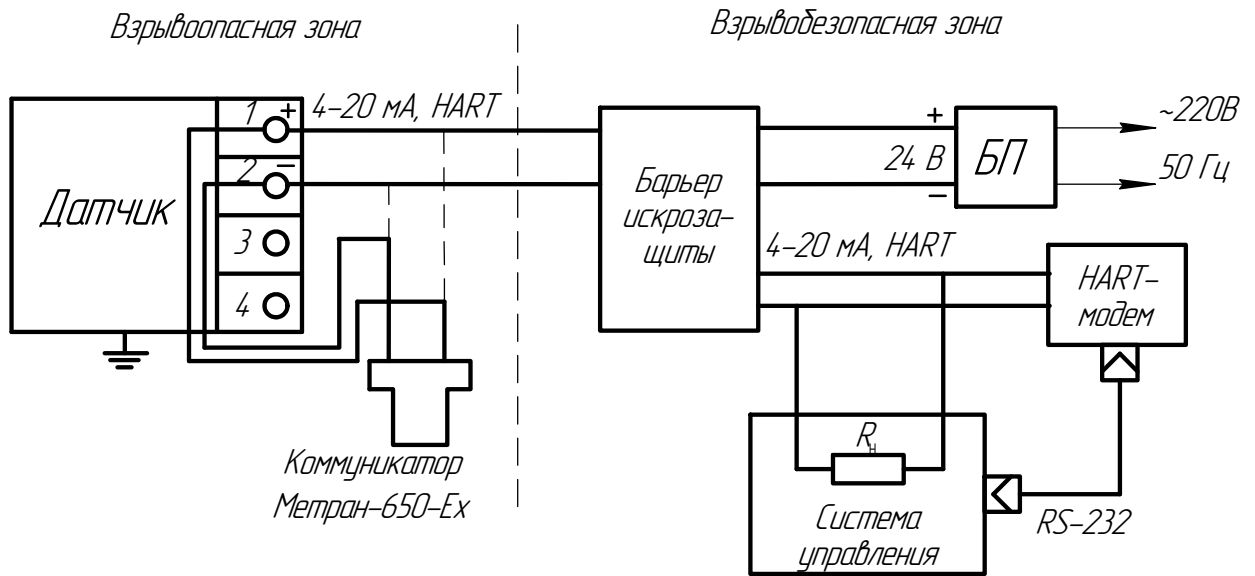 Взрывоопасная зона
Взрывобезопасная зона
Датчик
1
+
2
−
3
4
4-20 мА, HART
Барьер
искроза-
щиты
+
24 В
−
БП
~220В
50 Гц
4-20 мА, HART
HART-
модем
Коммуникатор
Метран-650-Ех
Rн
Система
управления
RS-232